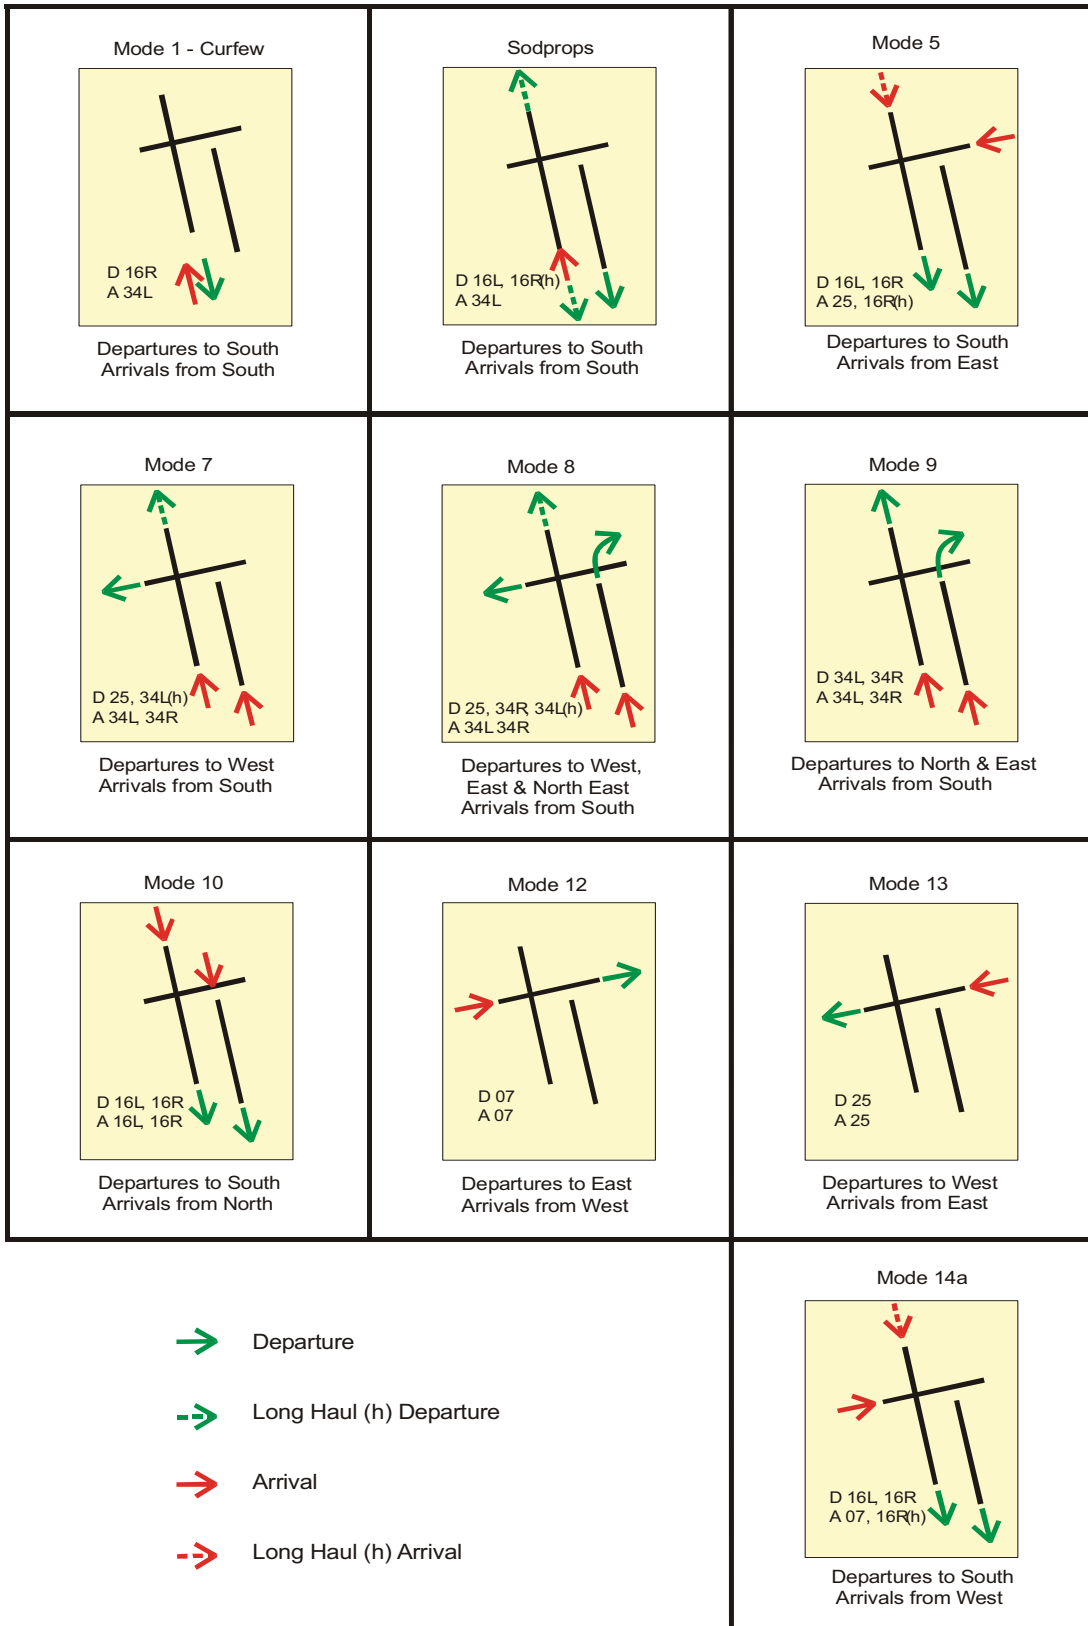 Mode 1 - Curfew
D 16R
A 34L
Departures to South
Arrivals from South
Sodprops
D 16L, 16R(h)
A 34L
Departures to South
Arrivals from South
Mode 5
D 16L, 16R
A 25, 16R(h)
Departures to South
Arrivals from East
Mode 7
D 25, 34L(h)
A 34L, 34R
Departures to West
Arrivals from South
Mode 8
D 25, 34R, 34L(h)
A 34L 34R
Departures to West,
East & North East
Arrivals from South
Mode 9
D 34L, 34R
A 34L, 34R
Departures to North & East
Arrivals from South
Mode 10
D 16L, 16R
A 16L, 16R
Departures to South
Arrivals from North
Mode 12
D 07
A 07
Departures to East
Arrivals from West
Mode 13
D 25
A 25
Departures to West
Arrivals from East
Departure
Long Haul (h) Departure
Arrival
Long Haul (h) Arrival
Mode 14a
D 16L, 16R
A 07, 16R(h)
Departures to South
Arrivals from West